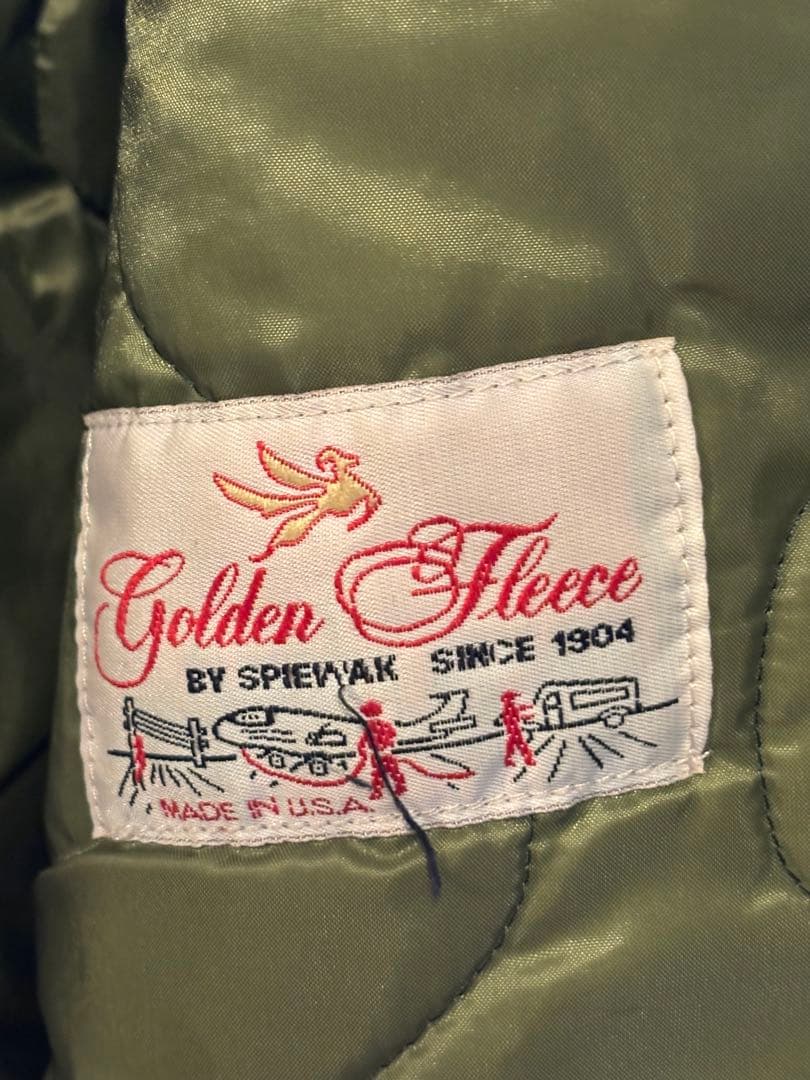 Golden Fleece
BY SPIEWAK SINCE 1904
MADE IN U.S.A.